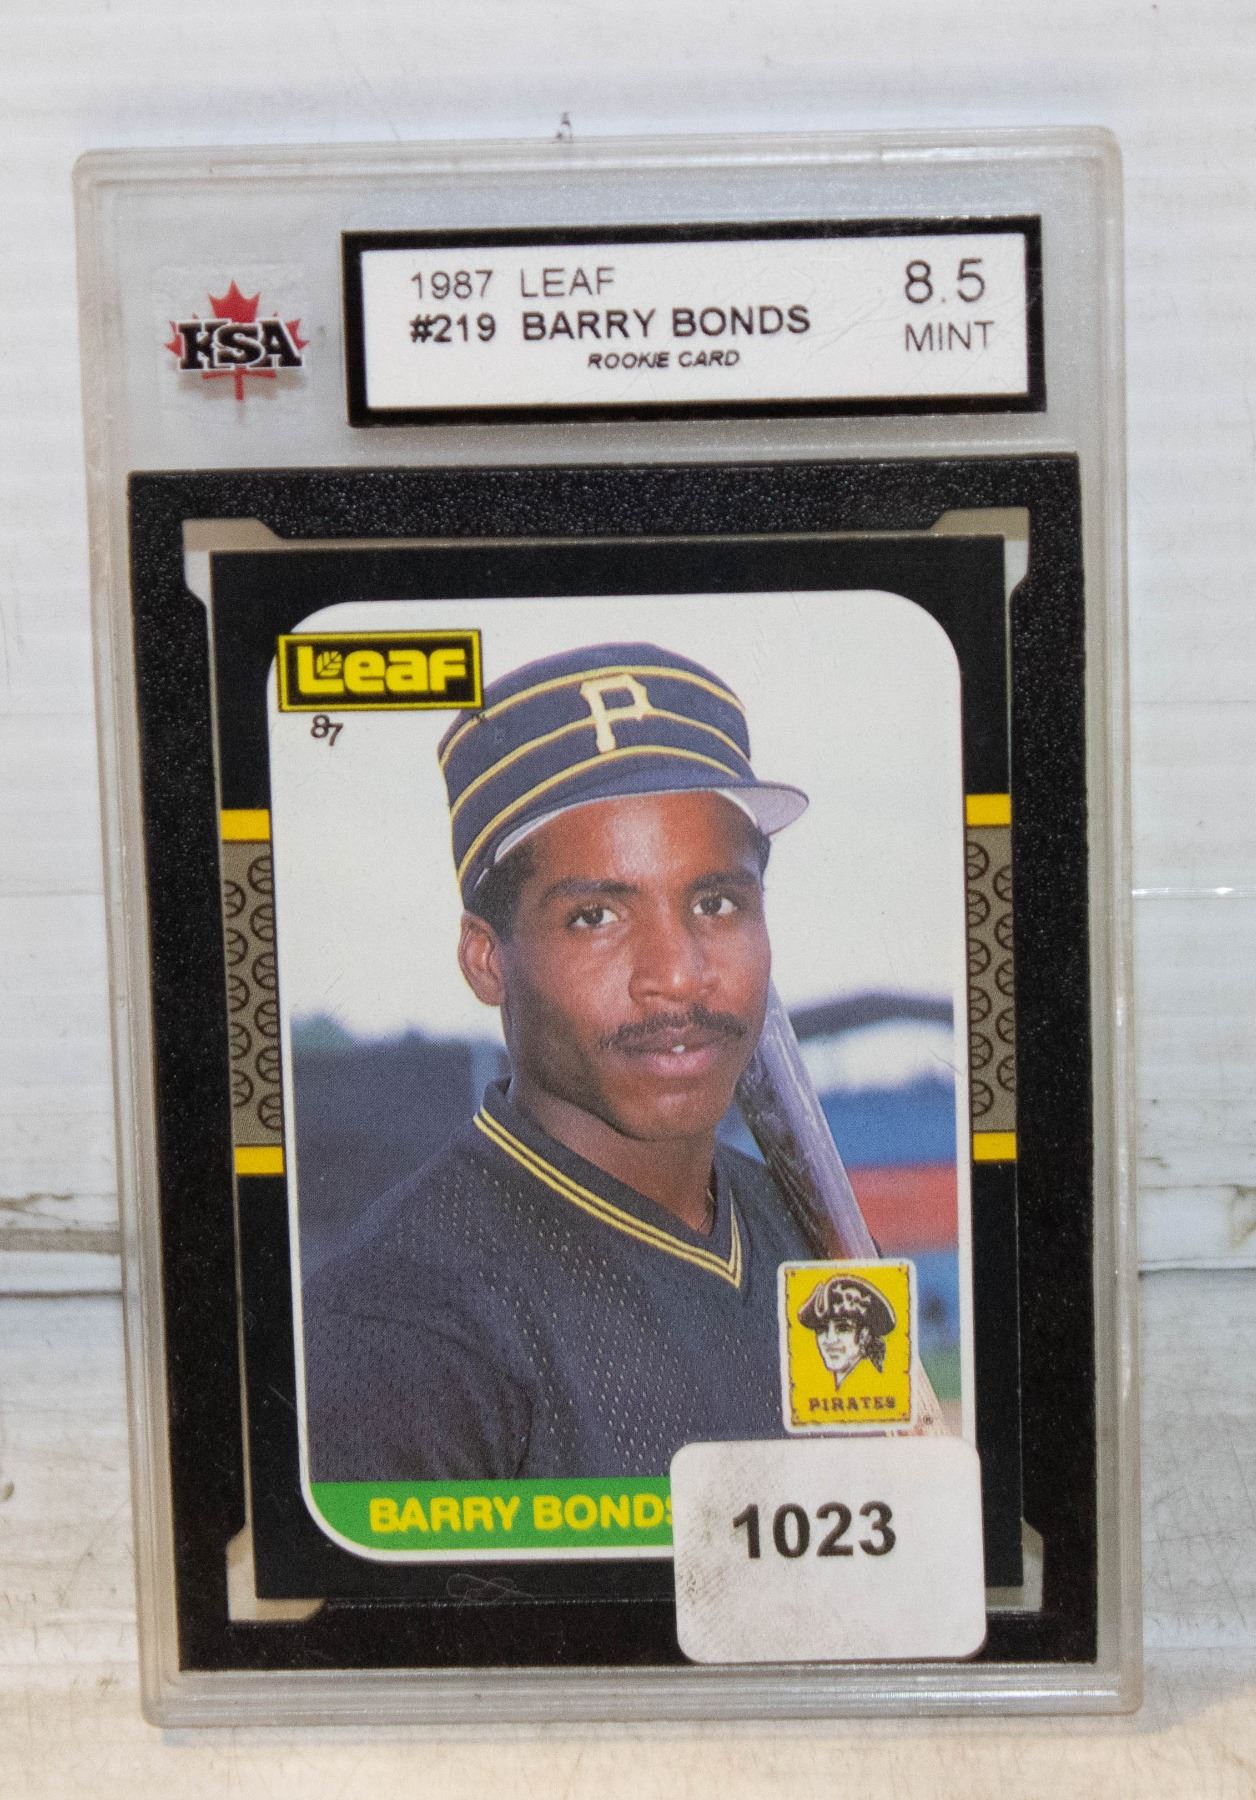 KSA
1987 LEAF
#219 BARRY BONDS
ROOKIE CARD
8.5
MINT
Leaf
87
P
PIRATES
®
BARRY BONDS
1023